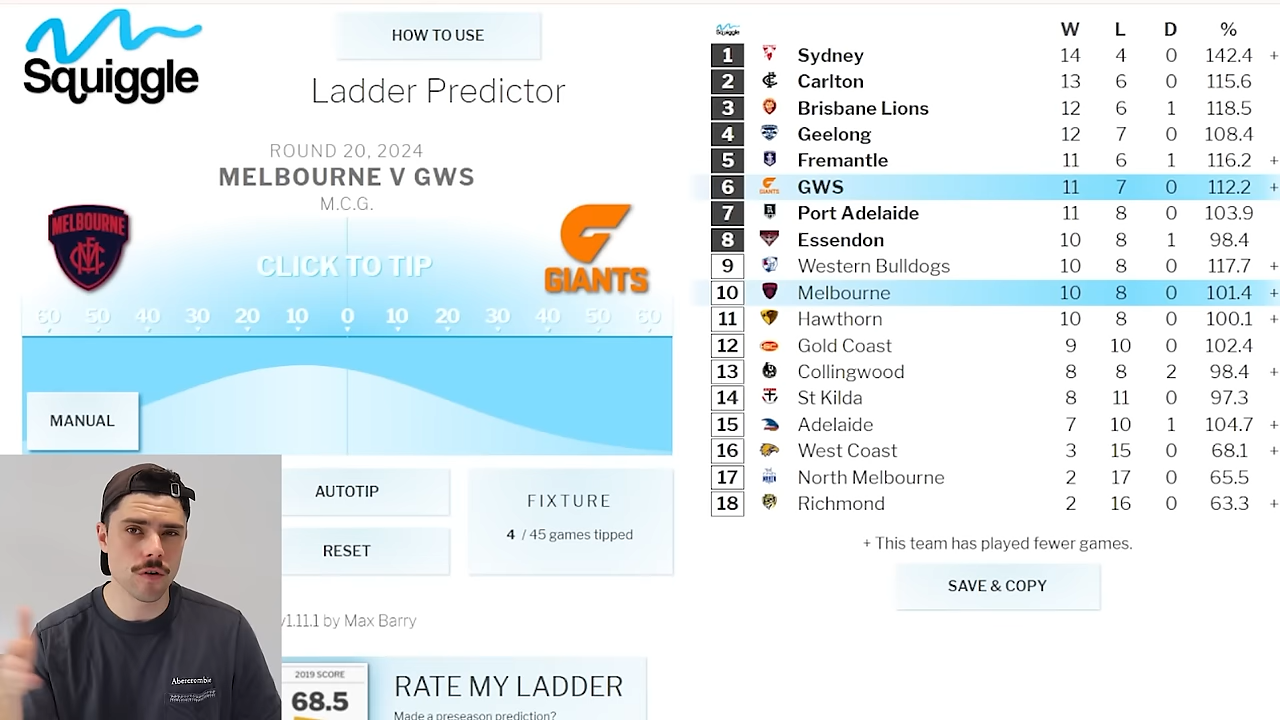 Squiggle
HOW TO USE
Ladder Predictor
ROUND 20, 2024
MELBOURNE V GWS
M.C.G.
MELBOURNE
CLICK TO TIP
GIANTS
60 50 40 30 20 10 0 10 20 30 40 50 60
MANUAL
AUTOTIP
RESET
FIXTURE
4 / 45 games tipped
v1.11.1 by Max Barry
Abercrombie
2019 SCORE
68.5
RATE MY LADDER
Made a preseason prediction?
Squiggle W L D %
1 Sydney 14 4 0 142.4 +
2 Carlton 13 6 0 115.6
3 Brisbane Lions 12 6 1 118.5
4 Geelong 12 7 0 108.4
5 Fremantle 11 6 1 116.2 +
6 GIANTS GWS 11 7 0 112.2 +
7 Port Adelaide 11 8 0 103.9
8 Essendon 10 8 1 98.4
9 Western Bulldogs 10 8 0 117.7 +
10 Melbourne 10 8 0 101.4 +
11 Hawthorn 10 8 0 100.1 +
12 Gold Coast 9 10 0 102.4
13 Collingwood 8 8 2 98.4 +
14 St Kilda 8 11 0 97.3
15 Adelaide 7 10 1 104.7 +
16 West Coast 3 15 0 68.1 +
17 North Melbourne 2 17 0 65.5
18 Richmond 2 16 0 63.3 +
+ This team has played fewer games.
SAVE & COPY